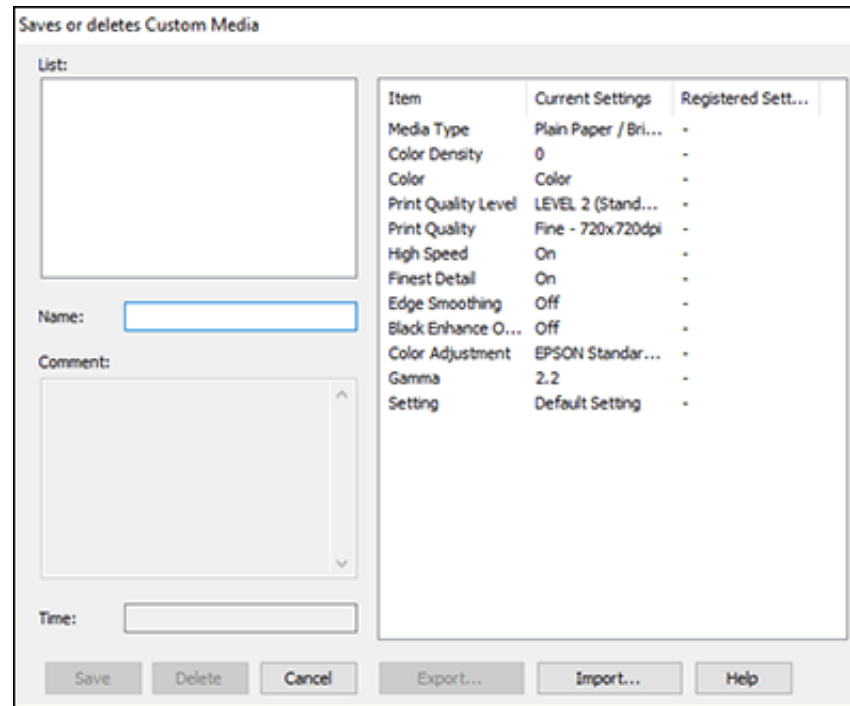 Saves or deletes Custom Media
List:
Item Current Settings Registered Sett...
Media Type Plain Paper / Bri... -
Color Density 0 -
Color Color -
Print Quality Level LEVEL 2 (Stand... -
Print Quality Fine - 720x720dpi -
High Speed On -
Finest Detail On -
Edge Smoothing Off -
Black Enhance O... Off -
Color Adjustment EPSON Standar... -
Gamma 2.2 -
Setting Default Setting -
Name:
Comment:
Time:
Save Delete Cancel Export... Import... Help